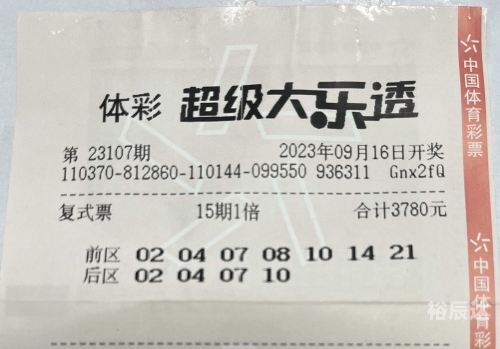 体彩 超级大乐透
第 23107期 2023年09月16日开奖
110370-812860-110144-099550 936311 Gnx2fQ
复式票 15期1倍 合计3780元
前区 02 04 07 08 10 14 21
后区 02 04 07 10
中国体育彩票
中国体育彩